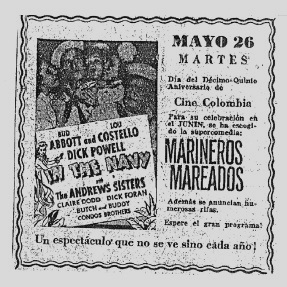 BUD
ABBOTT and
LOU
COSTELLO
DICK POWELL
IN THE NAVY
The ANDREWS SISTERS
CLAIRE DODD DICK FORAN
BUTCH and BUDDY
CONDOS BROTHERS
MAYO 26
MARTES
Día del Décimo-Quinto
Aniversario de
Cine Colombia
Para su celebración en
el JUNIN, se ha escogi-
do la supercomedia:
MARINEROS
MAREADOS
Además se anuncian nu-
merosas rifas.
Espere el gran programa!
Un espectáculo que no se ve sino cada año!